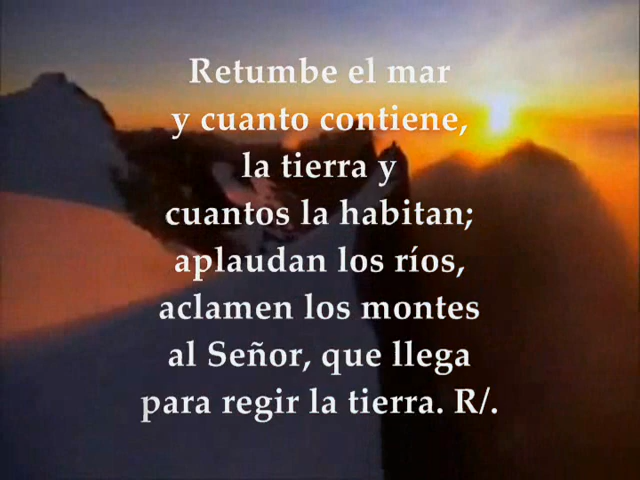 Retumbe el mar
y cuanto contiene,
la tierra y
cuantos la habitan;
aplaudan los ríos,
aclamen los montes
al Señor, que llega
para regir la tierra. R/.